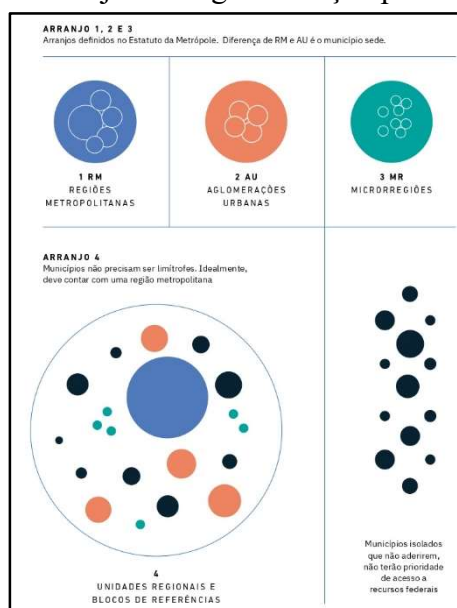 ARRANJO 1, 2 E 3
Arranjos definidos no Estatuto da Metrópole. Diferença de RM e AU é o município sede.
1 RM
REGIÕES
METROPOLITANAS
2 AU
AGLOMERAÇÕES
URBANAS
3 MR
MICRORREGIÕES
ARRANJO 4
Municípios não precisam ser limítrofes. Idealmente,
deve contar com uma região metropolitana
4
UNIDADES REGIONAIS E
BLOCOS DE REFERÊNCIAS
Municípios isolados
que não aderirem,
não terão prioridade
de acesso a
recursos federais